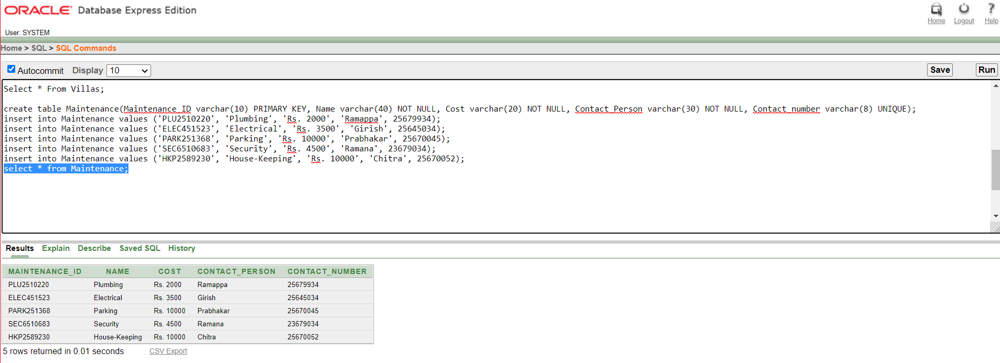 ORACLE Database Express Edition
Home Logout Help
User: SYSTEM
Home > SQL > SQL Commands
Autocommit Display 10 Save Run
Select * From Villas;
create table Maintenance(Maintenance_ID varchar(10) PRIMARY KEY, Name varchar(40) NOT NULL, Cost varchar(20) NOT NULL, Contact_Person varchar(30) NOT NULL, Contact_number varchar(8) UNIQUE);
insert into Maintenance values ('PLU2510220', 'Plumbing', 'Rs. 2000', 'Ramappa', 25679934);
insert into Maintenance values ('ELEC451523', 'Electrical', 'Rs. 3500', 'Girish', 25645034);
insert into Maintenance values ('PARK251368', 'Parking', 'Rs. 10000', 'Prabhakar', 25670045);
insert into Maintenance values ('SEC6510683', 'Security', 'Rs. 4500', 'Ramana', 23679034);
insert into Maintenance values ('HKP2589230', 'House-Keeping', 'Rs. 10000', 'Chitra', 25670052);
select * from Maintenance;
Results Explain Describe Saved SQL History
MAINTENANCE_ID NAME COST CONTACT_PERSON CONTACT_NUMBER
PLU2510220 Plumbing Rs. 2000 Ramappa 25679934
ELEC451523 Electrical Rs. 3500 Girish 25645034
PARK251368 Parking Rs. 10000 Prabhakar 25670045
SEC6510683 Security Rs. 4500 Ramana 23679034
HKP2589230 House-Keeping Rs. 10000 Chitra 25670052
5 rows returned in 0.01 seconds CSV Export